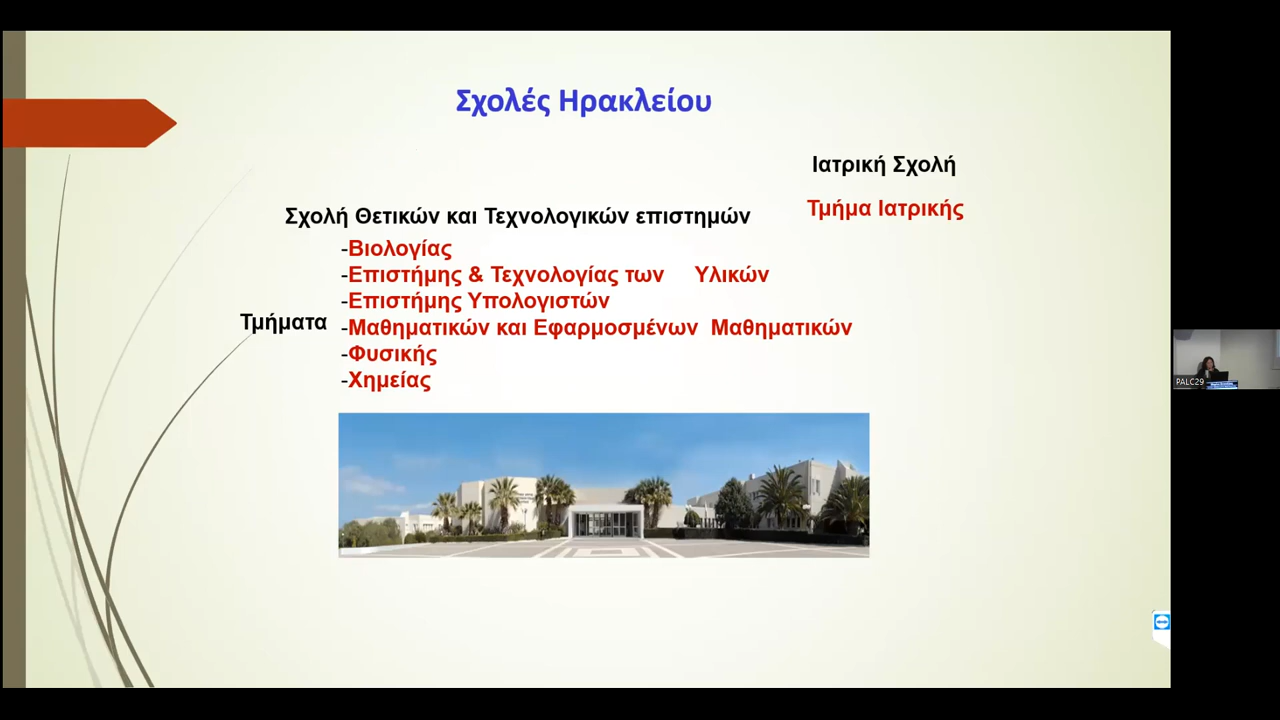 Σχολές Ηρακλείου
Ιατρική Σχολή
Τμήμα Ιατρικής
Σχολή Θετικών και Τεχνολογικών επιστημών
Τμήματα
-Βιολογίας
-Επιστήμης & Τεχνολογίας των Υλικών
-Επιστήμης Υπολογιστών
-Μαθηματικών και Εφαρμοσμένων Μαθηματικών
-Φυσικής
-Χημείας
PALC29